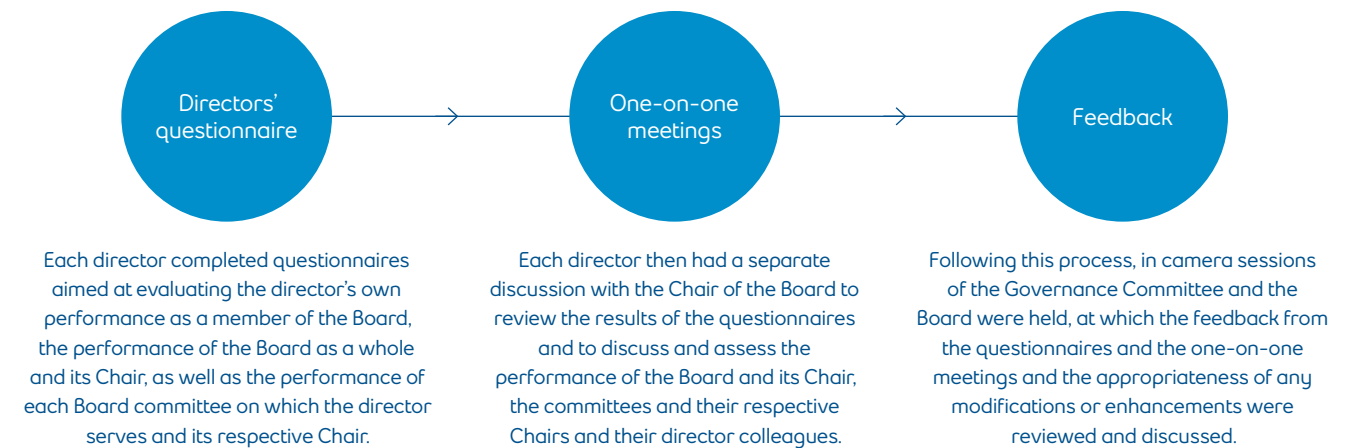 Directors'
questionnaire
One-on-one
meetings
Feedback
Each director completed questionnaires
aimed at evaluating the director's own
performance as a member of the Board,
the performance of the Board as a whole
and its Chair, as well as the performance of
each Board committee on which the director
serves and its respective Chair.
Each director then had a separate
discussion with the Chair of the Board to
review the results of the questionnaires
and to discuss and assess the
performance of the Board and its Chair,
the committees and their respective
Chairs and their director colleagues.
Following this process, in camera sessions
of the Governance Committee and the
Board were held, at which the feedback from
the questionnaires and the one-on-one
meetings and the appropriateness of any
modifications or enhancements were
reviewed and discussed.